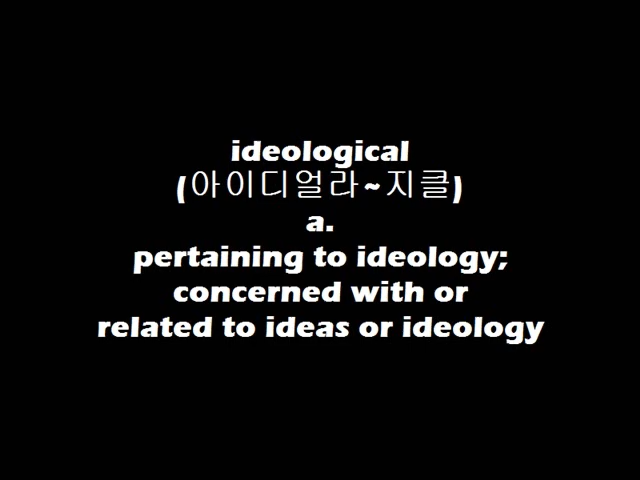 ideological
(아이디얼라~지클)
a.
pertaining to ideology;
concerned with or
related to ideas or ideology